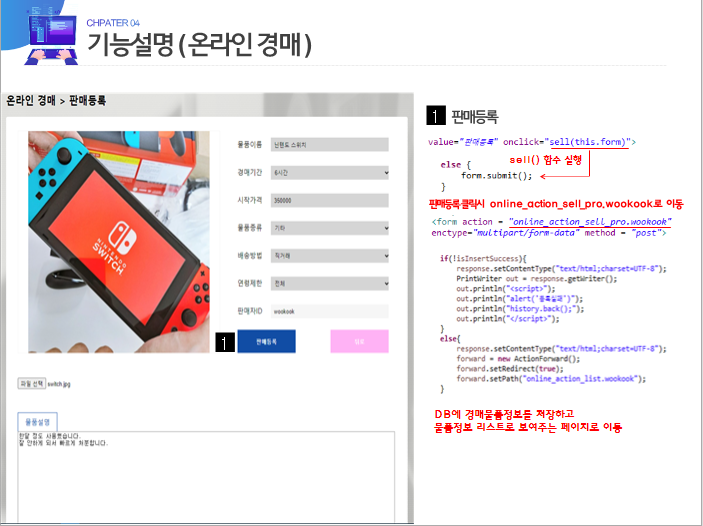 CHPATER 04
기능설명 ( 온라인 경매 )
온라인 경매 > 판매등록
물품이름 닌텐도 스위치
경매기간 6시간
시작가격 350000
물품종류 기타
배송방법 직거래
연령제한 전체
판매자ID wookook
1 판매등록 취소
NINTENDO
SWITCH
파일 선택 switch.jpg
물품설명
한달 정도 사용했습니다.
잘 안하게 되서 빠르게 처분합니다.
1 판매등록
value="판매등록" onclick="sell(this.form)">
sell() 함수 실행
else {
form.submit();
}
판매등록 클릭시 online_action_sell_pro.wookook로 이동
<form action = "online_action_sell_pro.wookook"
enctype="multipart/form-data" method = "post">
if(!isInsertSuccess){
response.setContentType("text/html;charset=UTF-8");
PrintWriter out = response.getWriter();
out.println("<script>");
out.println("alert('등록실패')");
out.println("history.back();");
out.println("</script>");
}
else{
response.setContentType("text/html;charset=UTF-8");
forward = new ActionForward();
forward.setRedirect(true);
forward.setPath("online_action_list.wookook");
}
DB에 경매물품정보를 저장하고
물품정보 리스트로 보여주는 페이지로 이동